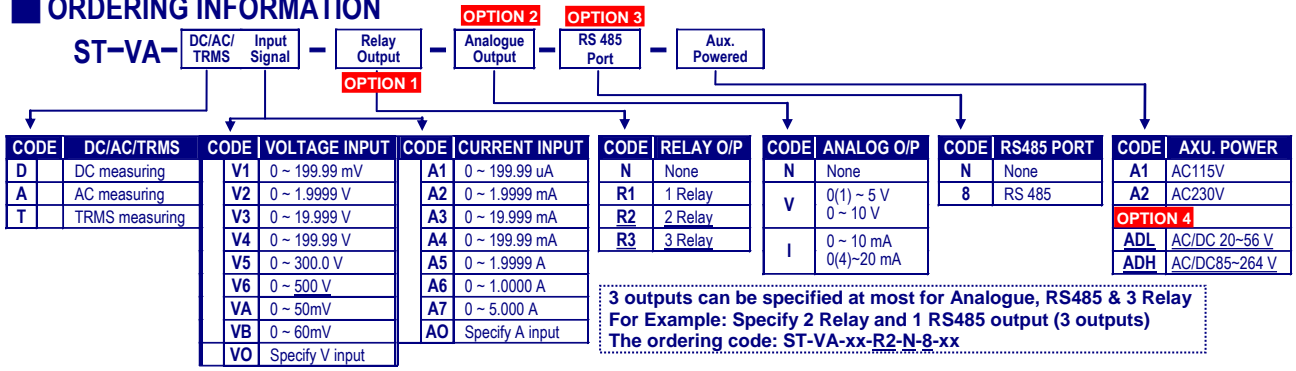 ORDERING INFORMATION
OPTION 2 OPTION 3
ST-VA- DC/AC/ TRMS Input Signal - Relay Output - Analogue Output - RS 485 Port - Aux. Powered
OPTION 1
CODE DC/AC/TRMS
D DC measuring
A AC measuring
T TRMS measuring
CODE VOLTAGE INPUT
V1 0 ~ 199.99 mV
V2 0 ~ 1.9999 V
V3 0 ~ 19.999 V
V4 0 ~ 199.99 V
V5 0 ~ 300.0 V
V6 0 ~ 500 V
VA 0 ~ 50mV
VB 0 ~ 60mV
VO Specify V input
CODE CURRENT INPUT
A1 0 ~ 199.99 uA
A2 0 ~ 1.9999 mA
A3 0 ~ 19.999 mA
A4 0 ~ 199.99 mA
A5 0 ~ 1.9999 A
A6 0 ~ 1.0000 A
A7 0 ~ 5.000 A
AO Specify A input
CODE RELAY O/P
N None
R1 1 Relay
R2 2 Relay
R3 3 Relay
CODE ANALOG O/P
N None
V 0(1) ~ 5 V
0 ~ 10 V
I 0 ~ 10 mA
0(4)~20 mA
CODE RS485 PORT
N None
8 RS 485
CODE AXU. POWER
A1 AC115V
A2 AC230V
OPTION 4
ADL AC/DC 20~56 V
ADH AC/DC85~264 V
3 outputs can be specified at most for Analogue, RS485 & 3 Relay
For Example: Specify 2 Relay and 1 RS485 output (3 outputs)
The ordering code: ST-VA-xx-R2-N-8-xx